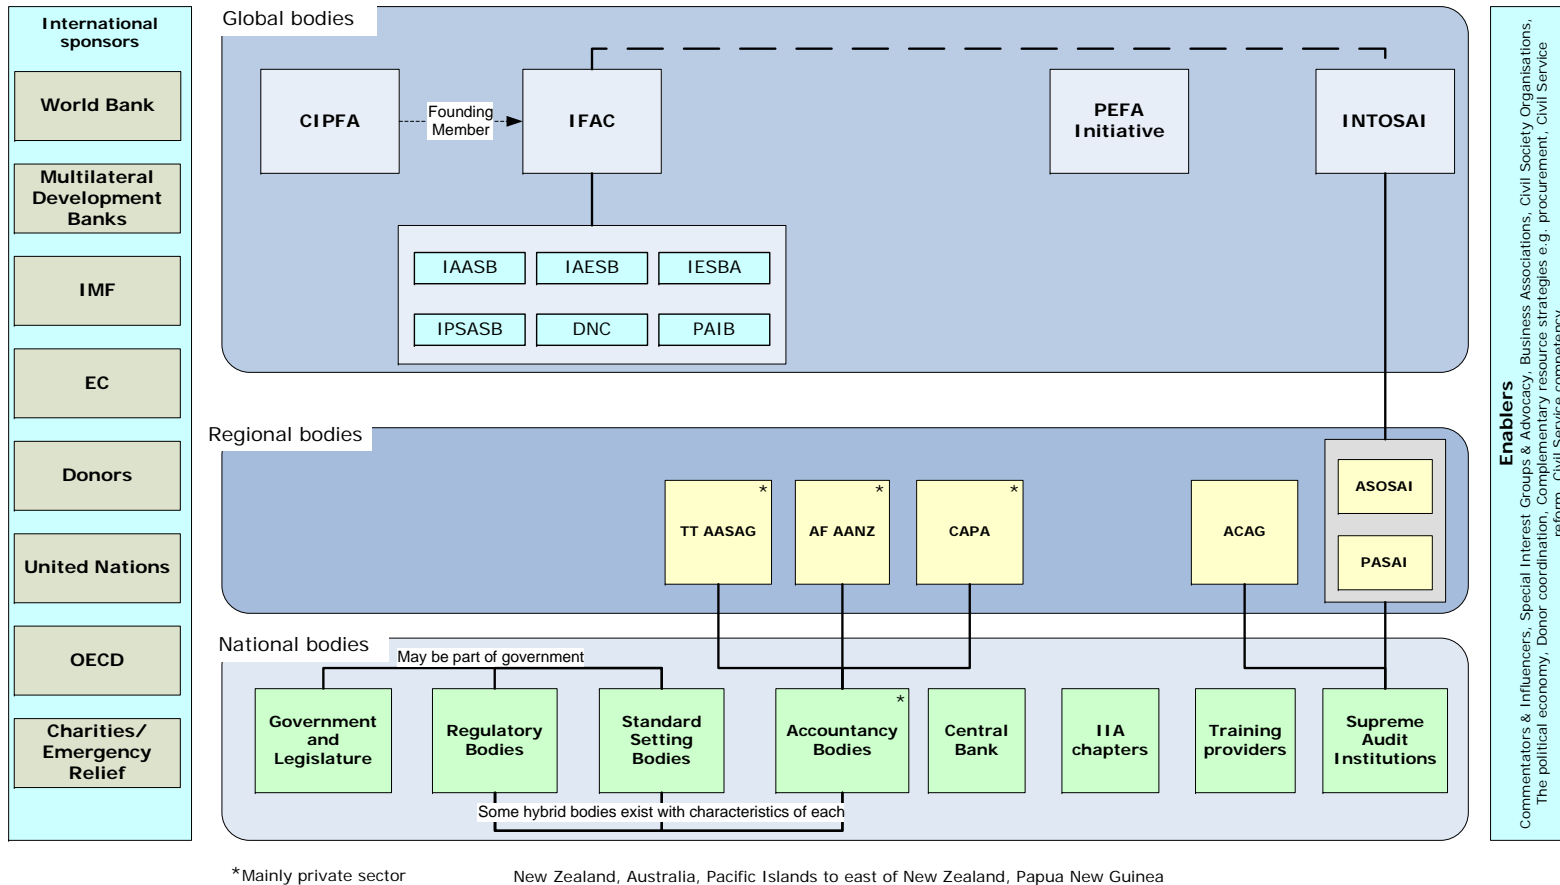 International
sponsors
World Bank
Multilateral
Development
Banks
IMF
EC
Donors
United Nations
OECD
Charities/
Emergency
Relief
Global bodies
CIPFA
Founding
Member
IFAC
PEFA
Initiative
INTOSAI
IAASB
IAESB
IESBA
IPSASB
DNC
PAIB
Regional bodies
TT AASAG
*
AF AANZ
*
CAPA
*
ACAG
ASOSAI
PASAI
National bodies
May be part of government
Government
and
Legislature
Regulatory
Bodies
Standard
Setting
Bodies
Accountancy
Bodies
*
Central
Bank
IIA
chapters
Training
providers
Supreme
Audit
Institutions
Some hybrid bodies exist with characteristics of each
Enablers
Commentators & Influencers, Special Interest Groups & Advocacy, Business Associations, Civil Society Organisations,
The political economy, Donor coordination, Complementary resource strategies e.g. procurement, Civil Service
reform, Civil Service competency
*Mainly private sector
New Zealand, Australia, Pacific Islands to east of New Zealand, Papua New Guinea